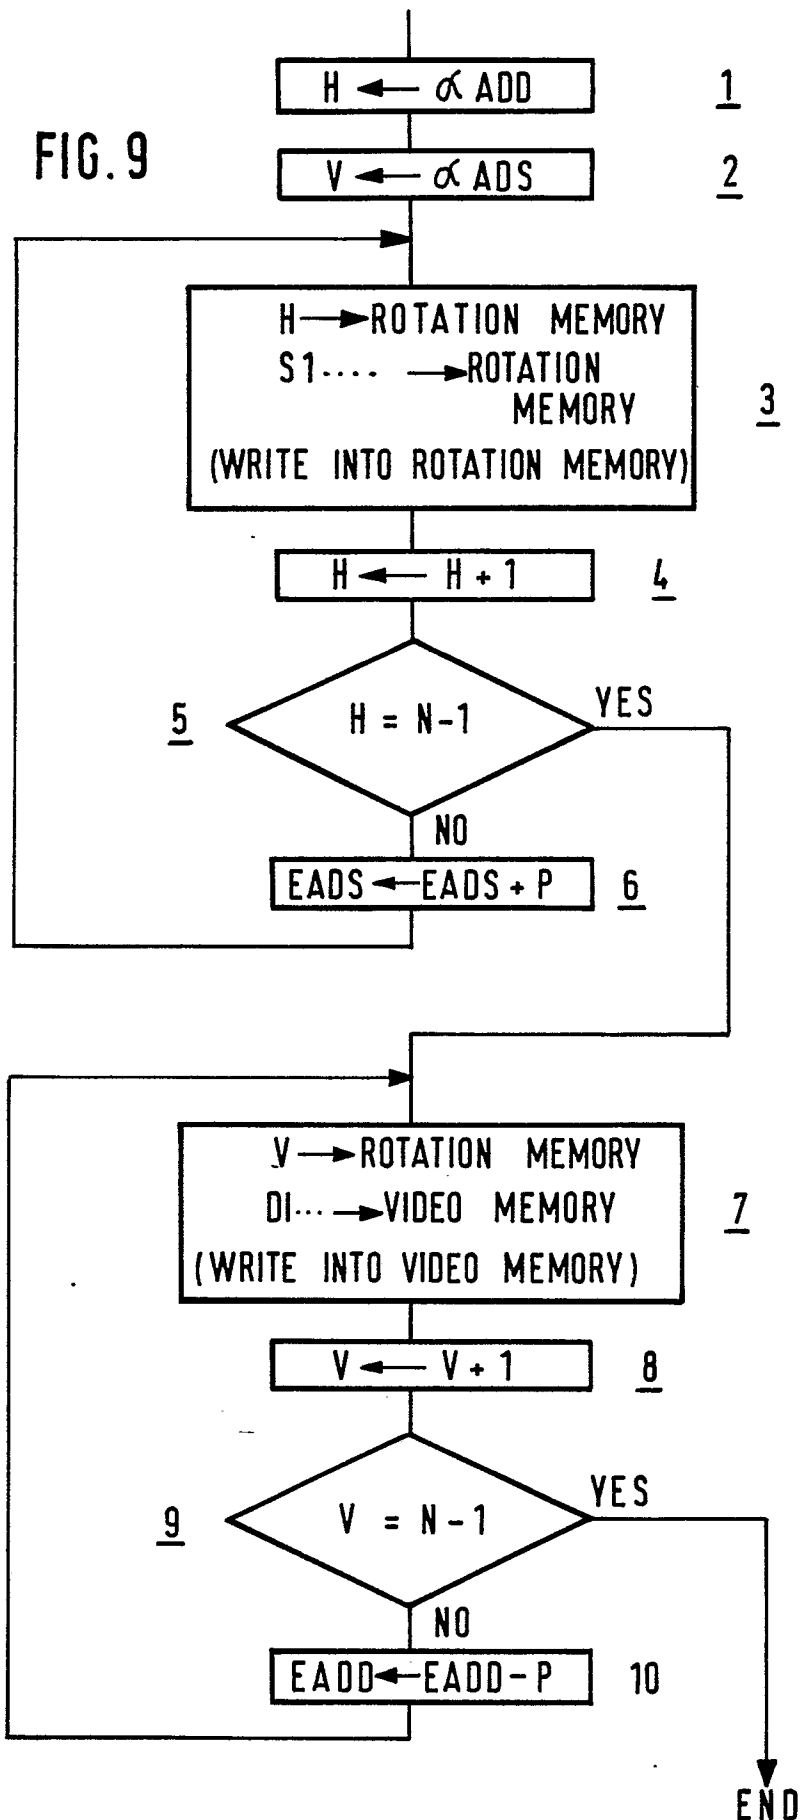 H ← α ADD 1
FIG. 9
V ← α ADS 2
H → ROTATION MEMORY
S1.... → ROTATION
MEMORY
3
(WRITE INTO ROTATION MEMORY)
H ← H + 1 4
YES
5 H = N-1
NO
EADS ← EADS + P 6
V → ROTATION MEMORY
DI... → VIDEO MEMORY 7
(WRITE INTO VIDEO MEMORY)
V ← V + 1 8
YES
9 V = N - 1
NO
EADD ← EADD - P 10
END